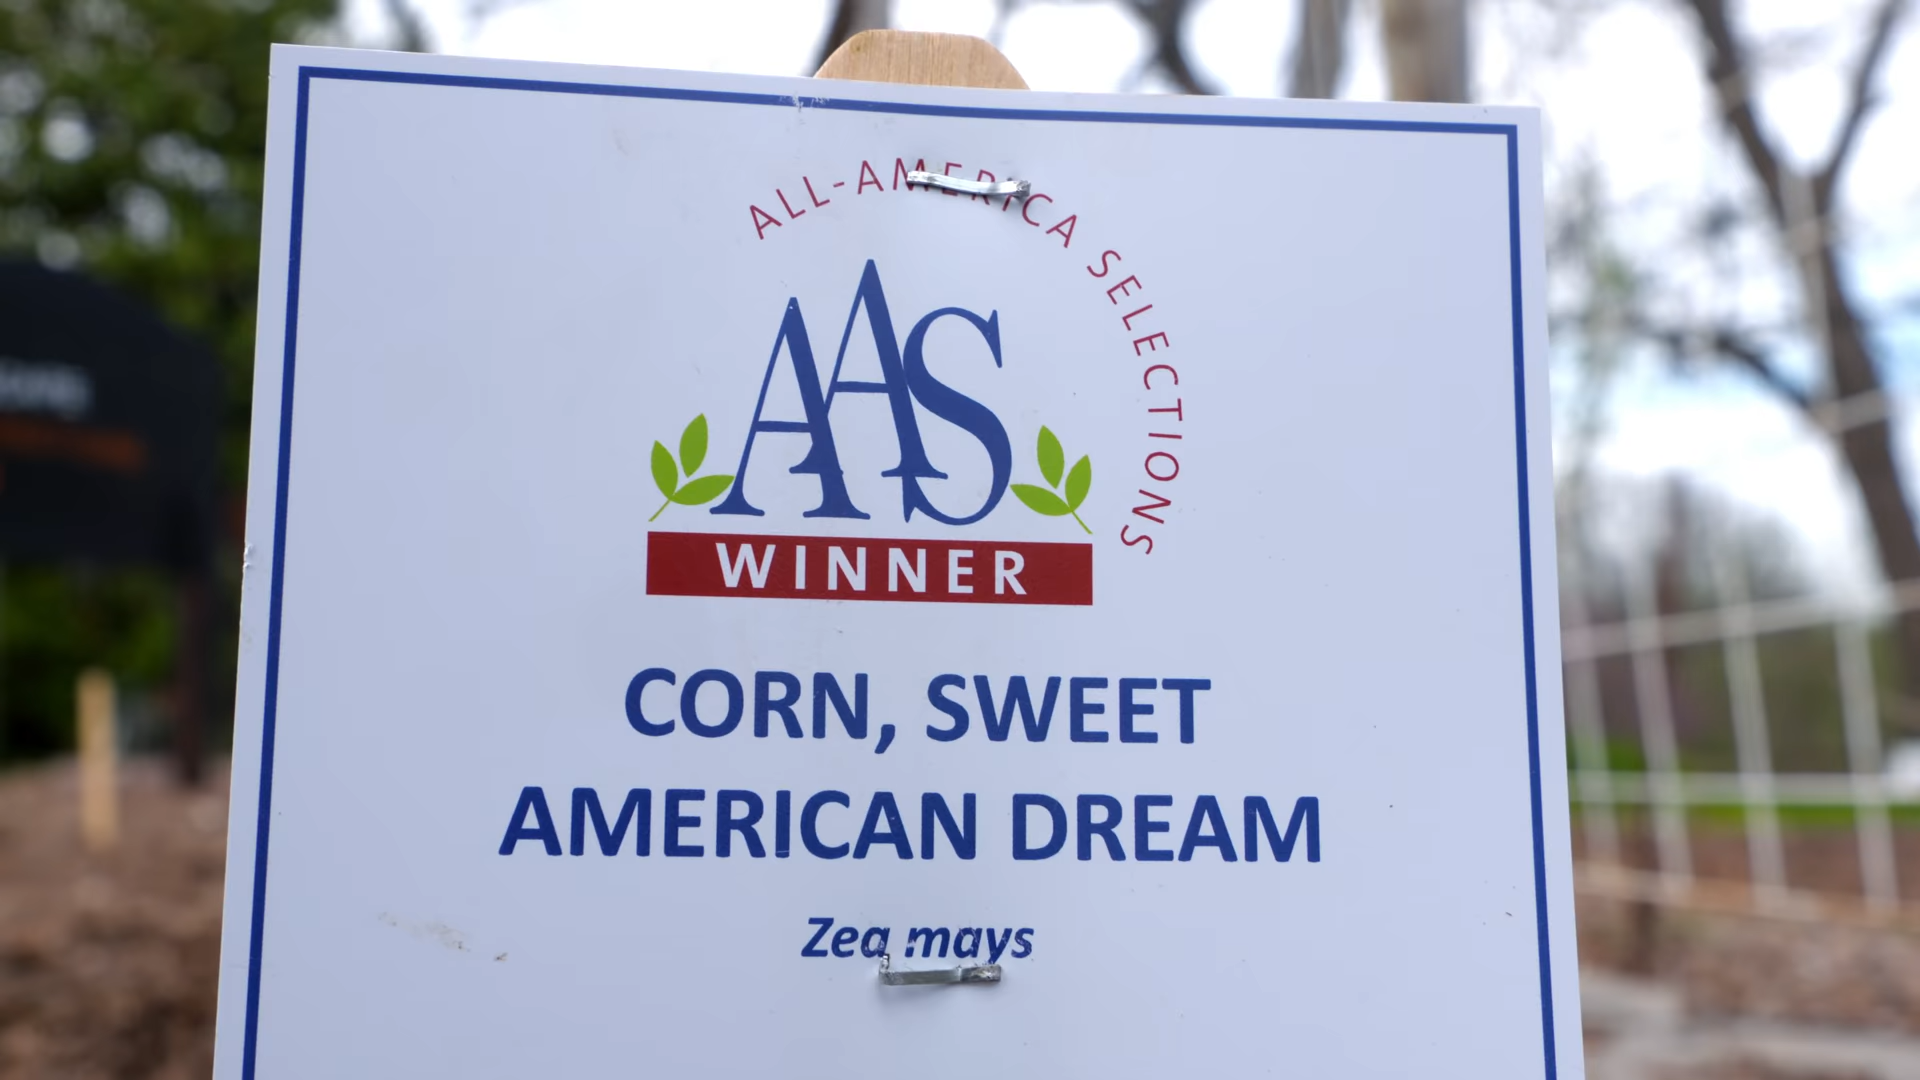 ALL-AMERICA SELECTIONS
AAS
WINNER
CORN, SWEET
AMERICAN DREAM
Zea mays